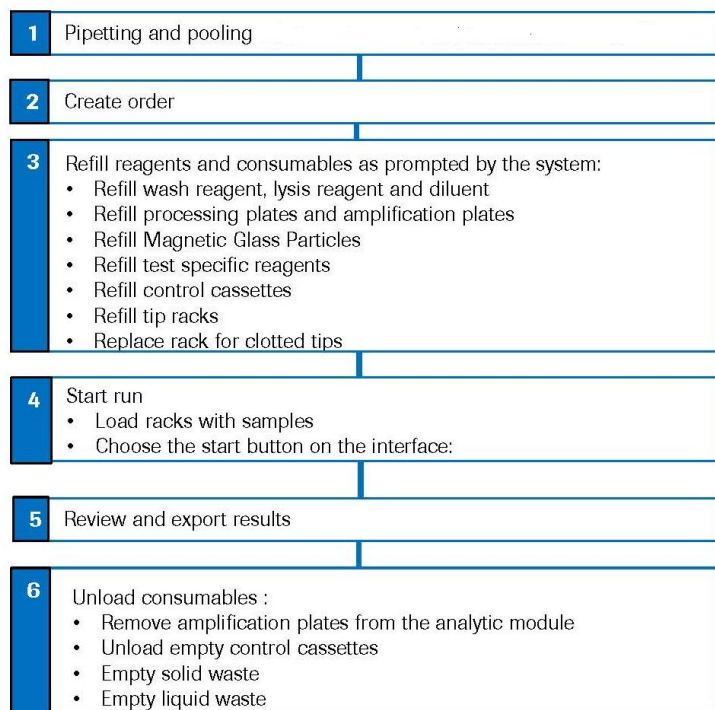 1 Pipetting and pooling
2 Create order
3 Refill reagents and consumables as prompted by the system:
• Refill wash reagent, lysis reagent and diluent
• Refill processing plates and amplification plates
• Refill Magnetic Glass Particles
• Refill test specific reagents
• Refill control cassettes
• Refill tip racks
• Replace rack for clotted tips
4 Start run
• Load racks with samples
• Choose the start button on the interface:
5 Review and export results
6 Unload consumables :
• Remove amplification plates from the analytic module
• Unload empty control cassettes
• Empty solid waste
• Empty liquid waste